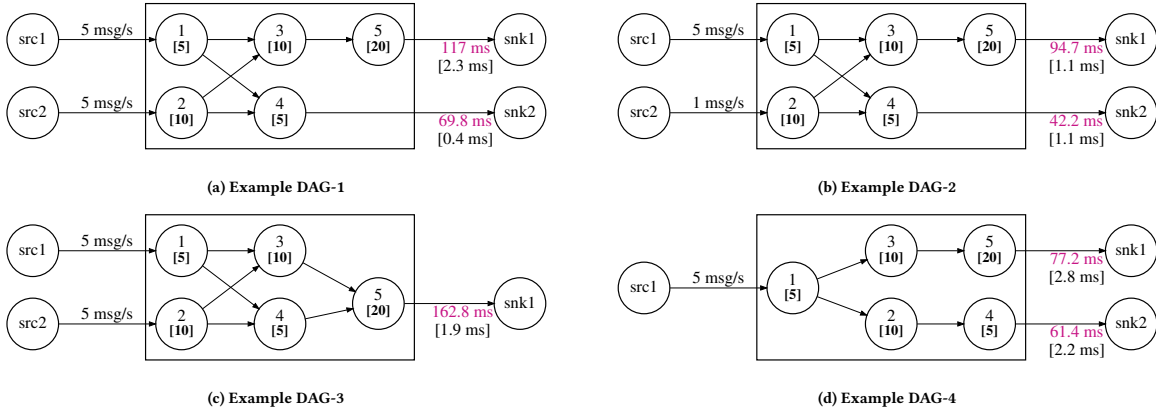 src1
5 msg/s
1
[5]
3
[10]
5
[20]
117 ms
[2.3 ms]
snk1
src2
5 msg/s
2
[10]
4
[5]
69.8 ms
[0.4 ms]
snk2
(a) Example DAG-1
src1
5 msg/s
1
[5]
3
[10]
5
[20]
94.7 ms
[1.1 ms]
snk1
src2
1 msg/s
2
[10]
4
[5]
42.2 ms
[1.1 ms]
snk2
(b) Example DAG-2
src1
5 msg/s
1
[5]
3
[10]
5
[20]
162.8 ms
[1.9 ms]
snk1
src2
5 msg/s
2
[10]
4
[5]
(c) Example DAG-3
src1
5 msg/s
1
[5]
3
[10]
5
[20]
77.2 ms
[2.8 ms]
snk1
2
[10]
4
[5]
61.4 ms
[2.2 ms]
snk2
(d) Example DAG-4